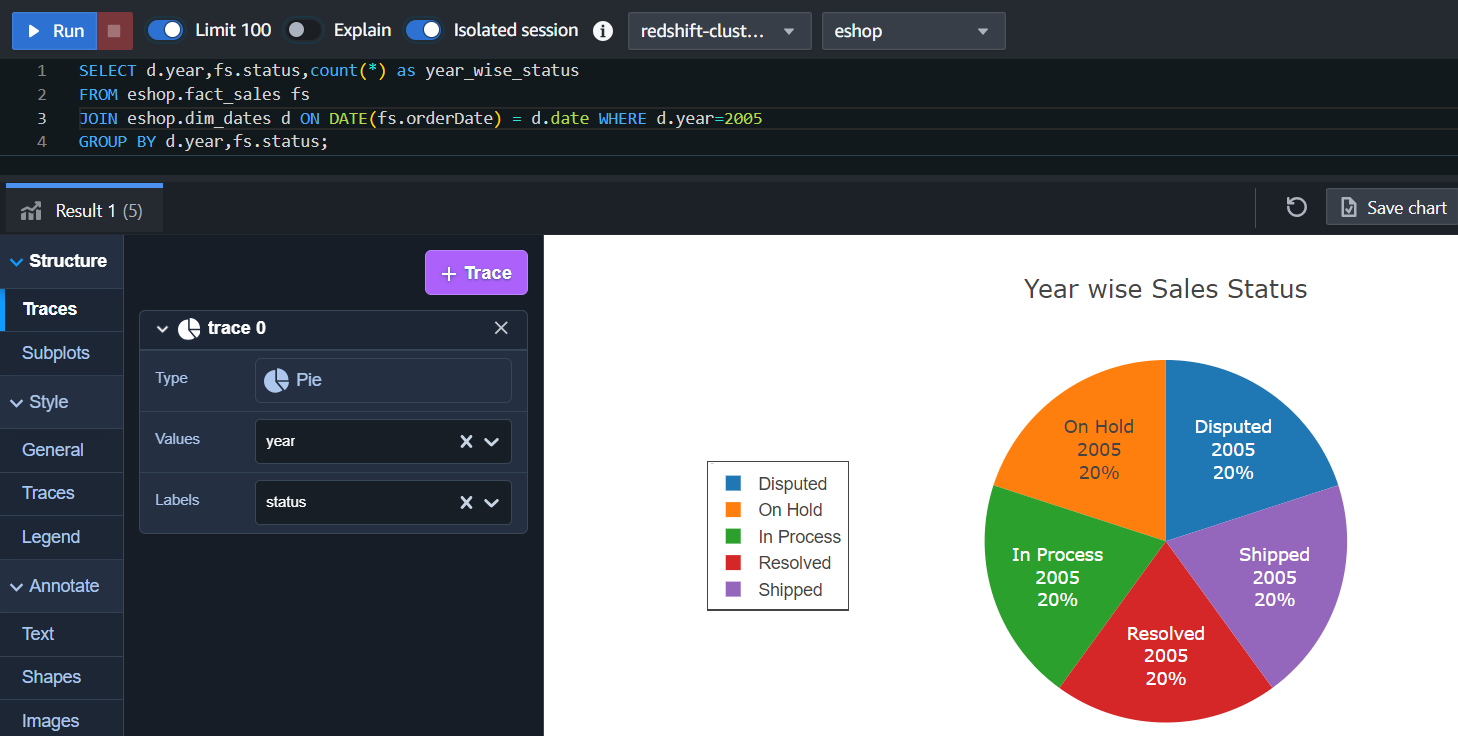 Run Limit 100 Explain Isolated session redshift-clust... eshop
1 SELECT d.year,fs.status,count(*) as year_wise_status
2 FROM eshop.fact_sales fs
3 JOIN eshop.dim_dates d ON DATE(fs.orderDate) = d.date WHERE d.year=2005
4 GROUP BY d.year,fs.status;
Result 1 (5) Save chart
Structure
Traces
Subplots
Style
General
Traces
Legend
Annotate
Text
Shapes
Images
+ Trace
trace 0
Type Pie
Values year
Labels status
Year wise Sales Status
Disputed
On Hold
In Process
Resolved
Shipped
On Hold
2005
20%
Disputed
2005
20%
In Process
2005
20%
Shipped
2005
20%
Resolved
2005
20%